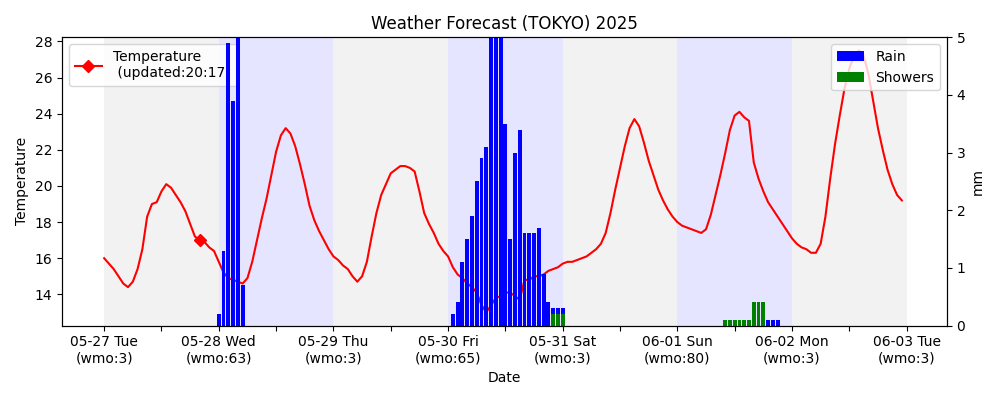 Weather Forecast (TOKYO) 2025
Temperature
(updated:20:17
Rain
Showers
28
26
24
22
20
18
16
14
Temperature
5
4
3
2
1
0
mm
05-27 Tue
(wmo:3)
05-28 Wed
(wmo:63)
05-29 Thu
(wmo:3)
05-30 Fri
(wmo:65)
05-31 Sat
(wmo:3)
06-01 Sun
(wmo:80)
06-02 Mon
(wmo:3)
06-03 Tue
(wmo:3)
Date